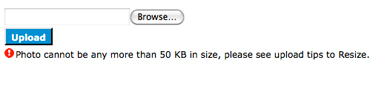 Browse...
Upload
Photo cannot be any more than 50 KB in size, please see upload tips to Resize.